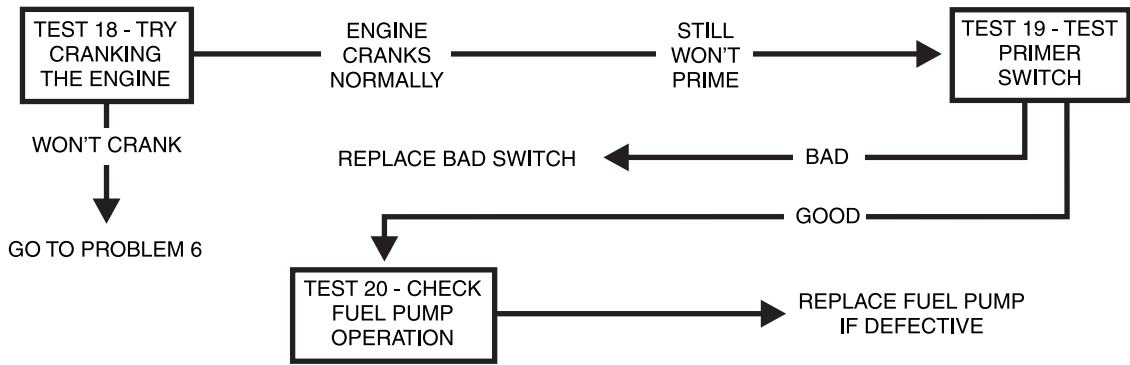 TEST 18 - TRY
CRANKING
THE ENGINE
ENGINE
CRANKS
NORMALLY
STILL
WON'T
PRIME
TEST 19 - TEST
PRIMER
SWITCH
WON'T CRANK
GO TO PROBLEM 6
BAD
REPLACE BAD SWITCH
GOOD
TEST 20 - CHECK
FUEL PUMP
OPERATION
REPLACE FUEL PUMP
IF DEFECTIVE